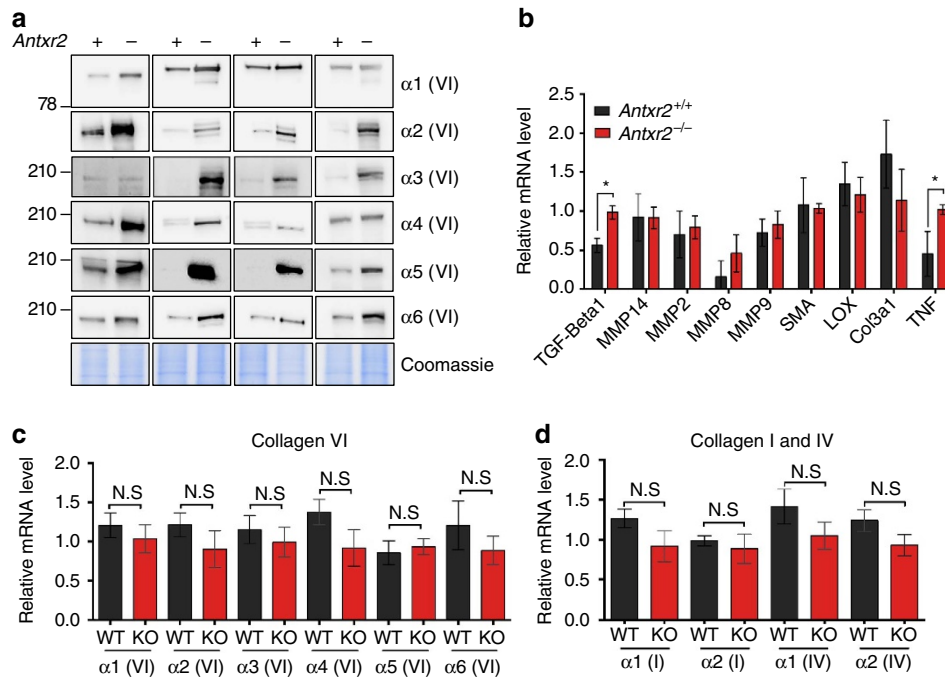 a
Antxr2 + – + – + – + –
α1 (VI)
78
α2 (VI)
210
α3 (VI)
210
α4 (VI)
210
α5 (VI)
210
α6 (VI)
Coomassie
b
Relative mRNA level
2.5
2.0
1.5
1.0
0.5
0.0
Antxr2+/+
Antxr2−/−
*
*
TGF-Beta1
MMP14
MMP2
MMP8
MMP9
SMA
LOX
Col3a1
TNF
c
Collagen VI
Relative mRNA level
2.0
1.5
1.0
0.5
0.0
N.S N.S N.S N.S N.S N.S
WT KO WT KO WT KO WT KO WT KO WT KO
α1 (VI) α2 (VI) α3 (VI) α4 (VI) α5 (VI) α6 (VI)
d
Collagen I and IV
Relative mRNA level
2.0
1.5
1.0
0.5
0.0
N.S N.S N.S N.S
WT KO WT KO WT KO WT KO
α1 (I) α2 (I) α1 (IV) α2 (IV)